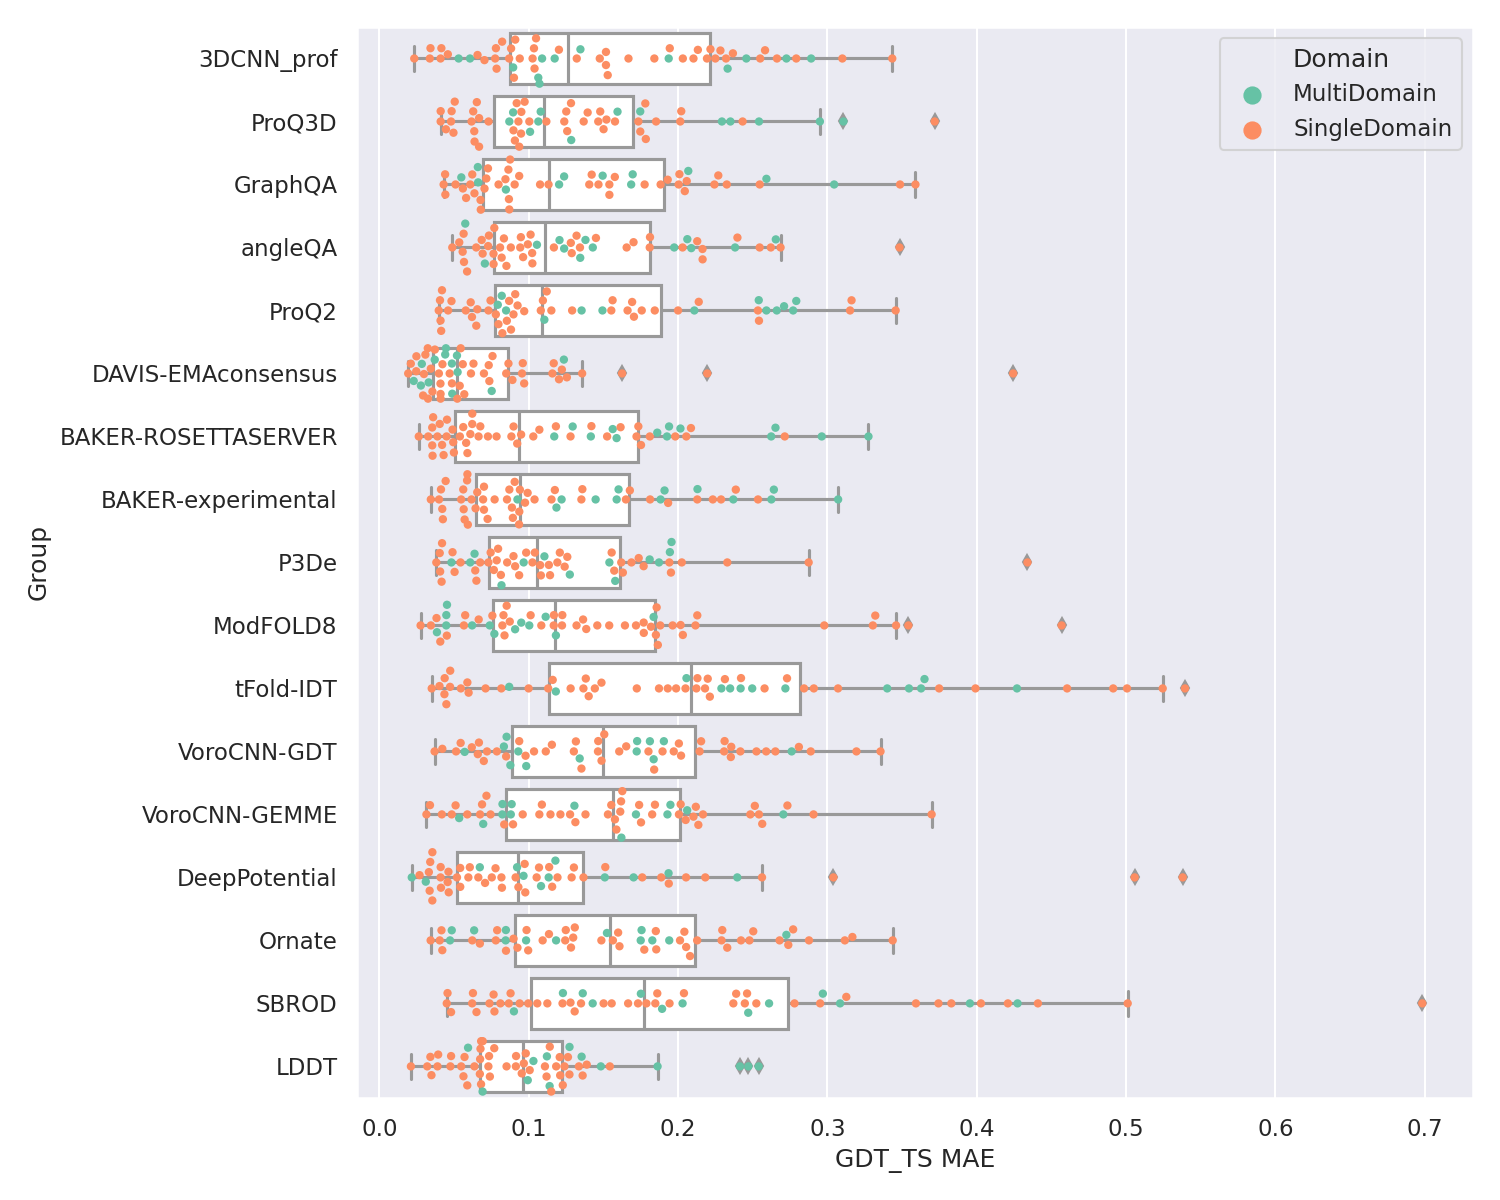 Domain
MultiDomain
SingleDomain
Group
3DCNN_prof
ProQ3D
GraphQA
angleQA
ProQ2
DAVIS-EMAconsensus
BAKER-ROSETTASERVER
BAKER-experimental
P3De
ModFOLD8
tFold-IDT
VoroCNN-GDT
VoroCNN-GEMME
DeepPotential
Ornate
SBROD
LDDT
0.0 0.1 0.2 0.3 0.4 0.5 0.6 0.7
GDT_TS MAE